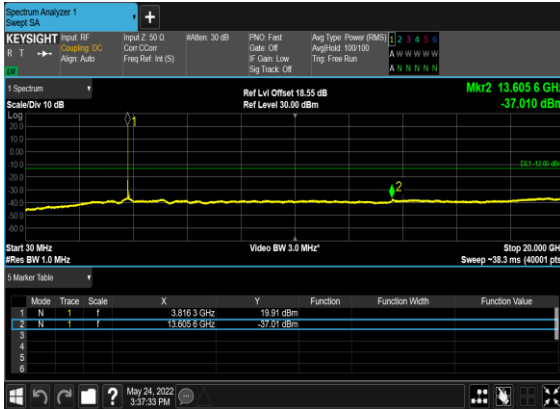 Spectrum Analyzer 1
Swept SA
+
KEYSIGHT Input: RF Input Z: 50 Ω #Atten: 30 dB PNO: Fast Avg Type: Power (RMS) 1 2 3 4 5 6
R T Coupling: DC Corr CCorr Gate: Off Avg|Hold: 100/100 A W W W W W
Align: Auto Freq Ref: Int (S) IF Gain: Low Trig: Free Run
Sig Track: Off A N N N N N
1 Spectrum Ref Lvl Offset 18.55 dB Mkr2 13.605 6 GHz
Scale/Div 10 dB Ref Level 30.00 dBm -37.010 dBm
Log
20.0
10.0
0.00
-10.0
DL1 -13.00 dBm
-20.0
-30.0
-40.0
-50.0
-60.0
1
2
Start 30 MHz Video BW 3.0 MHz* Stop 20.000 GHz
#Res BW 1.0 MHz Sweep ~38.3 ms (40001 pts)
5 Marker Table
Mode Trace Scale X Y Function Function Width Function Value
1 N 1 f 3.816 3 GHz 19.91 dBm
2 N 1 f 13.605 6 GHz -37.01 dBm
3
4
5
6
? May 24, 2022
3:37:33 PM